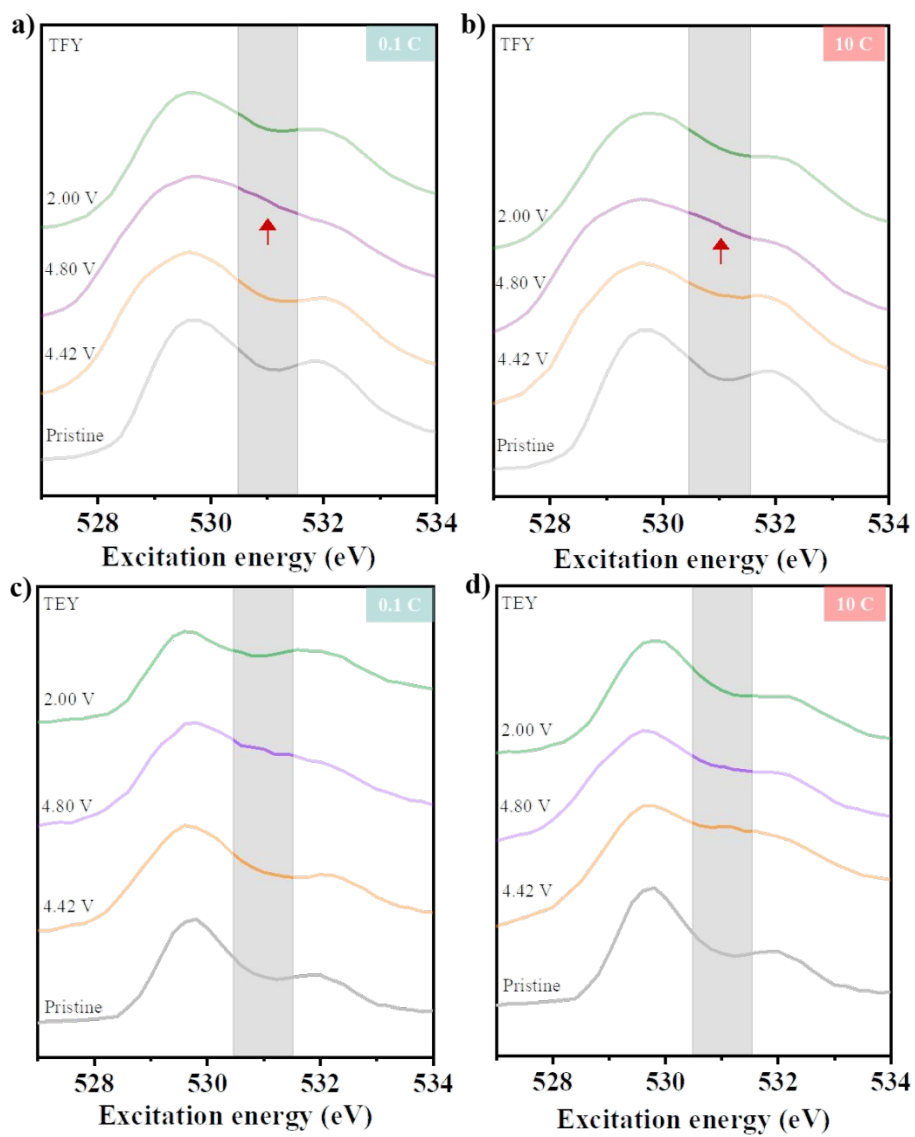 a)
TFY
0.1 C
2.00 V
4.80 V
4.42 V
Pristine
528 530 532 534
Excitation energy (eV)
b)
TFY
10 C
2.00 V
4.80 V
4.42 V
Pristine
528 530 532 534
Excitation energy (eV)
c)
TEY
0.1 C
2.00 V
4.80 V
4.42 V
Pristine
528 530 532 534
Excitation energy (eV)
d)
TEY
10 C
2.00 V
4.80 V
4.42 V
Pristine
528 530 532 534
Excitation energy (eV)